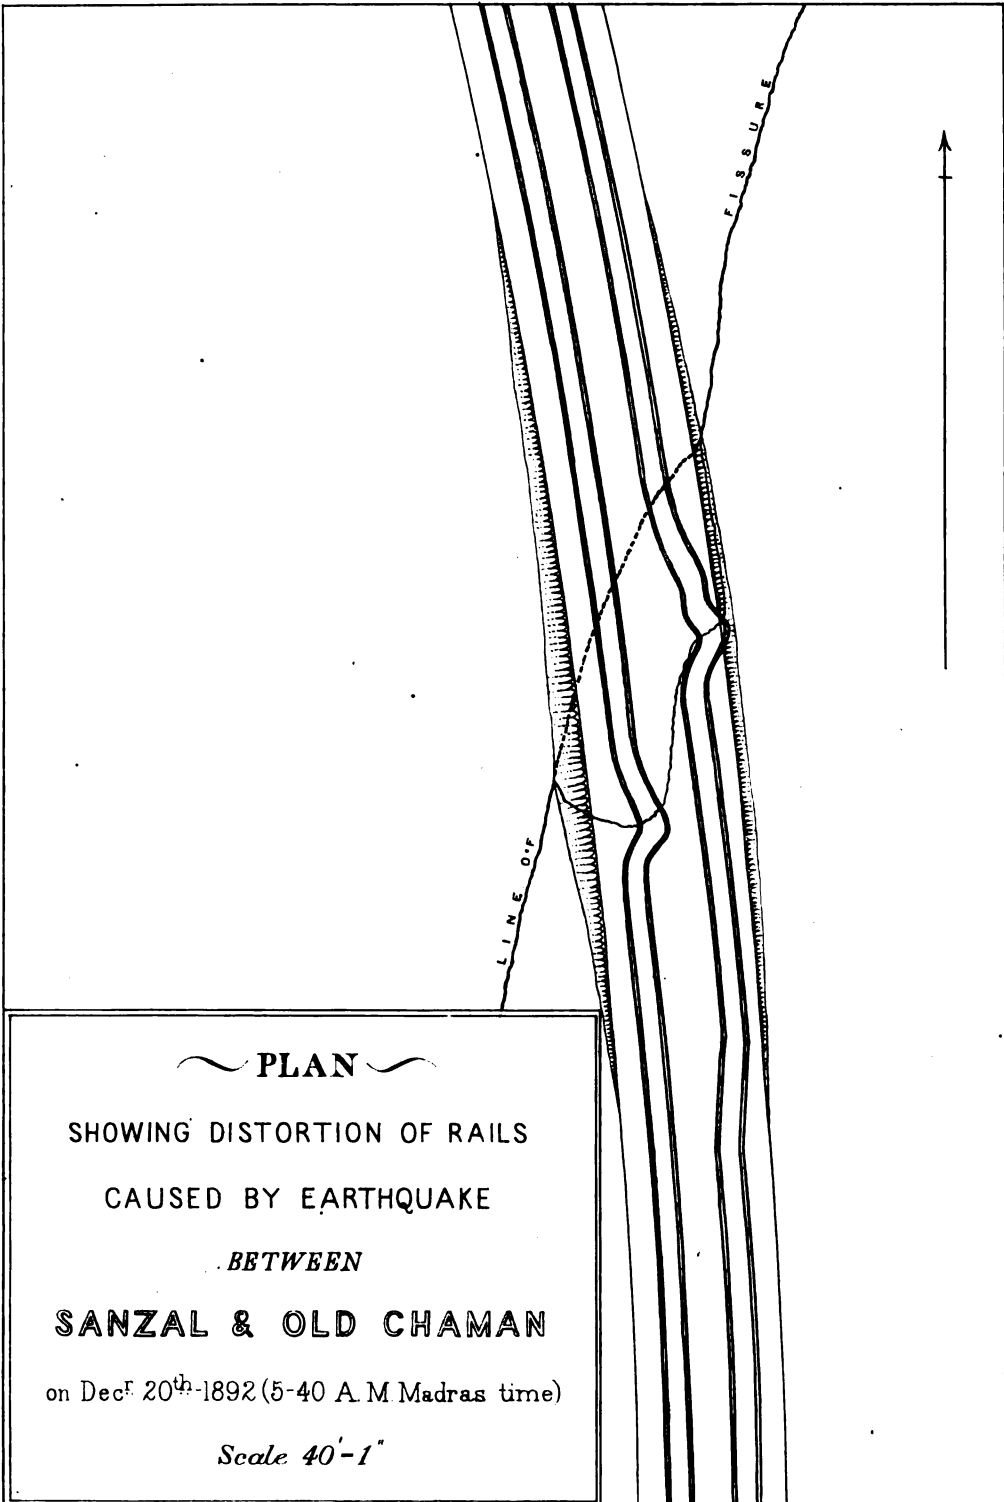 LINE OF FISSURE
PLAN
SHOWING DISTORTION OF RAILS
CAUSED BY EARTHQUAKE
BETWEEN
SANZAL & OLD CHAMAN
on Decr 20th-1892 (5-40 A.M. Madras time)
Scale 40'-1"